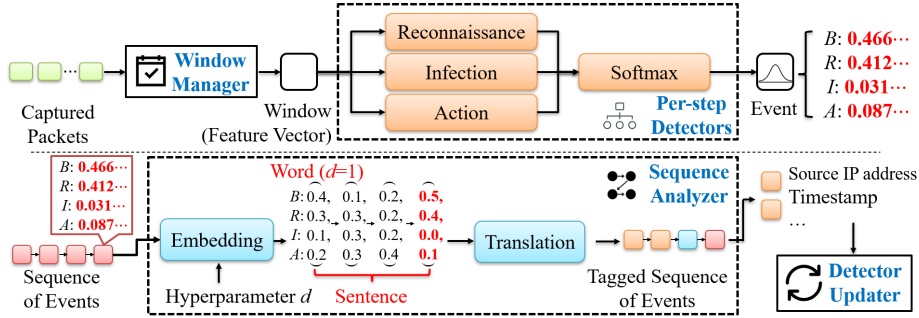 Captured
Packets
Window
Manager
Window
(Feature Vector)
Reconnaissance
Infection
Action
Softmax
Per-step
Detectors
Event
B: 0.466···
R: 0.412···
I: 0.031···
A: 0.087···
B: 0.466···
R: 0.412···
I: 0.031···
A: 0.087···
Sequence
of Events
Embedding
Hyperparameter d
Word (d=1)
B: 0.4, 0.1, 0.2, 0.5,
R: 0.3, 0.3, 0.2, 0.4,
I: 0.1, 0.3, 0.2, 0.0,
A: 0.2 0.3 0.4 0.1
Sentence
Translation
Sequence
Analyzer
Tagged Sequence
of Events
Source IP address
Timestamp
...
Detector
Updater